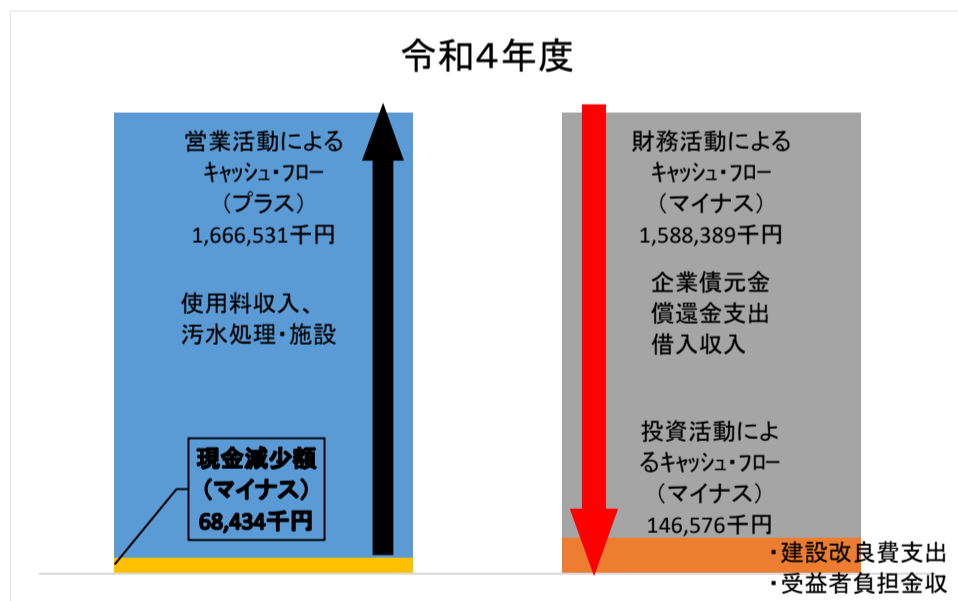 令和4年度
営業活動による
キャッシュ・フロー
（プラス）
1,666,531千円
使用料収入、
汚水処理・施設
現金減少額
（マイナス）
68,434千円
財務活動による
キャッシュ・フロー
（マイナス）
1,588,389千円
企業債元金
償還金支出
借入収入
投資活動によ
るキャッシュ・フロー
（マイナス）
146,576千円
・建設改良費支出
・受益者負担金収